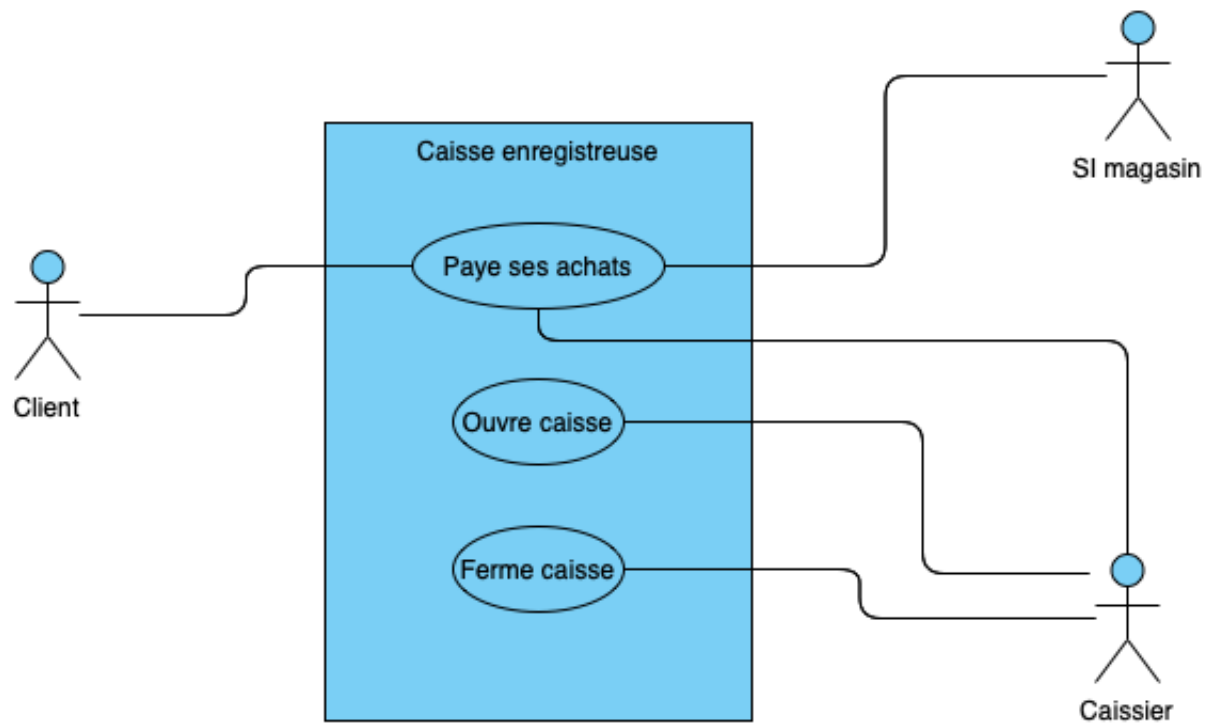 Caisse enregistreuse
SI magasin
Paye ses achats
Client
Ouvre caisse
Ferme caisse
Caissier